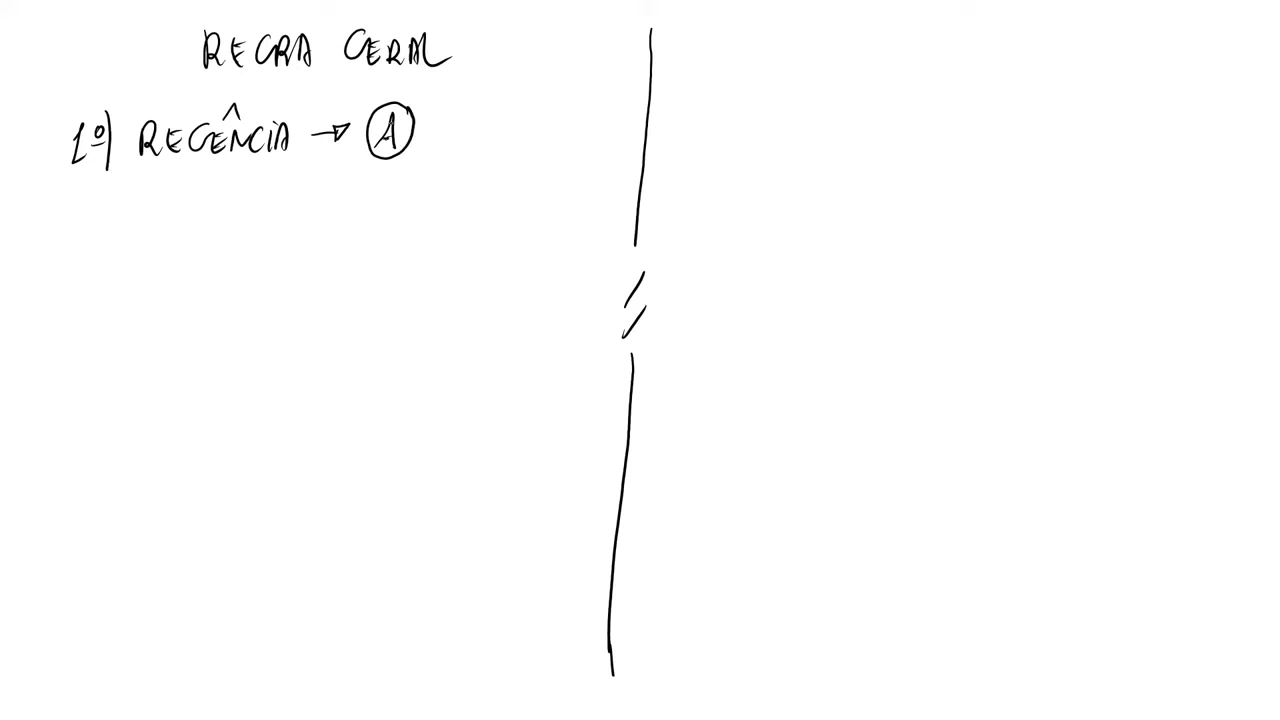 REGRA GERAL
1º) REGÊNCIA → A